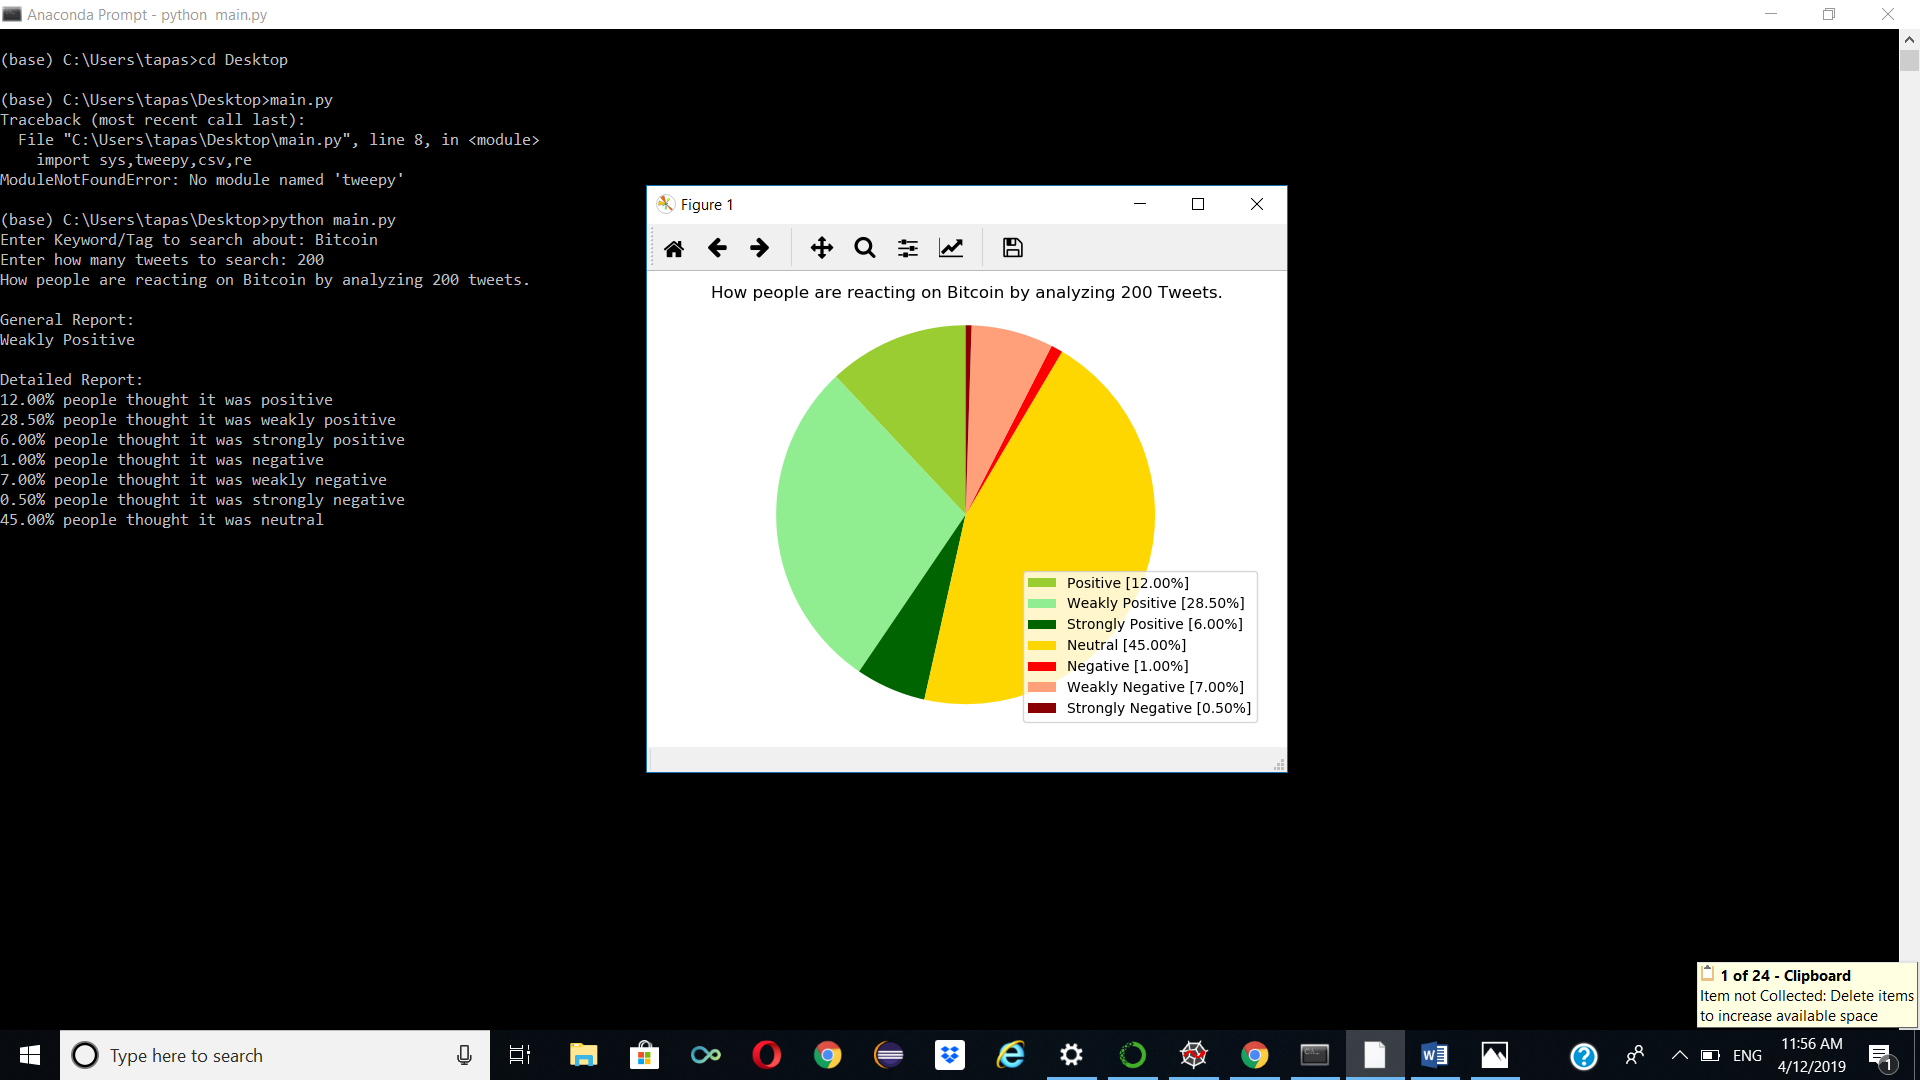 Anaconda Prompt - python  main.py
(base) C:\Users\tapas>cd Desktop
(base) C:\Users\tapas\Desktop>main.py
Traceback (most recent call last):
  File "C:\Users\tapas\Desktop\main.py", line 8, in <module>
    import sys,tweepy,csv,re
ModuleNotFoundError: No module named 'tweepy'
(base) C:\Users\tapas\Desktop>python main.py
Enter Keyword/Tag to search about: Bitcoin
Enter how many tweets to search: 200
How people are reacting on Bitcoin by analyzing 200 tweets.
General Report:
Weakly Positive
Detailed Report:
12.00% people thought it was positive
28.50% people thought it was weakly positive
6.00% people thought it was strongly positive
1.00% people thought it was negative
7.00% people thought it was weakly negative
0.50% people thought it was strongly negative
45.00% people thought it was neutral
Figure 1
How people are reacting on Bitcoin by analyzing 200 Tweets.
Positive [12.00%]
Weakly Positive [28.50%]
Strongly Positive [6.00%]
Neutral [45.00%]
Negative [1.00%]
Weakly Negative [7.00%]
Strongly Negative [0.50%]
1 of 24 - Clipboard
Item not Collected: Delete items
to increase available space
Type here to search
ENG
11:56 AM
4/12/2019
1